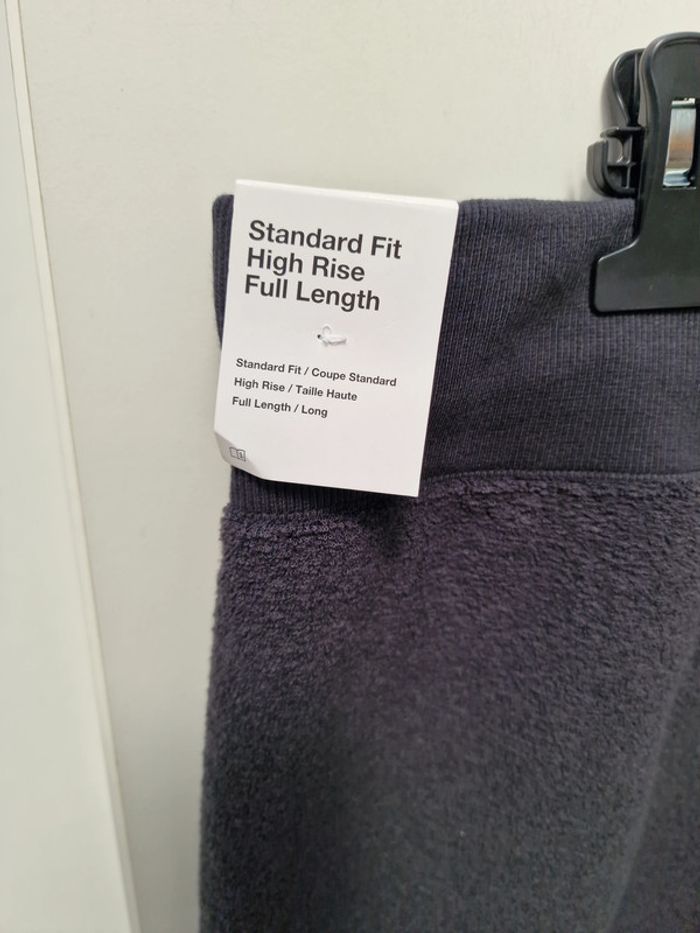 Standard Fit
High Rise
Full Length
Standard Fit / Coupe Standard
High Rise / Taille Haute
Full Length / Long